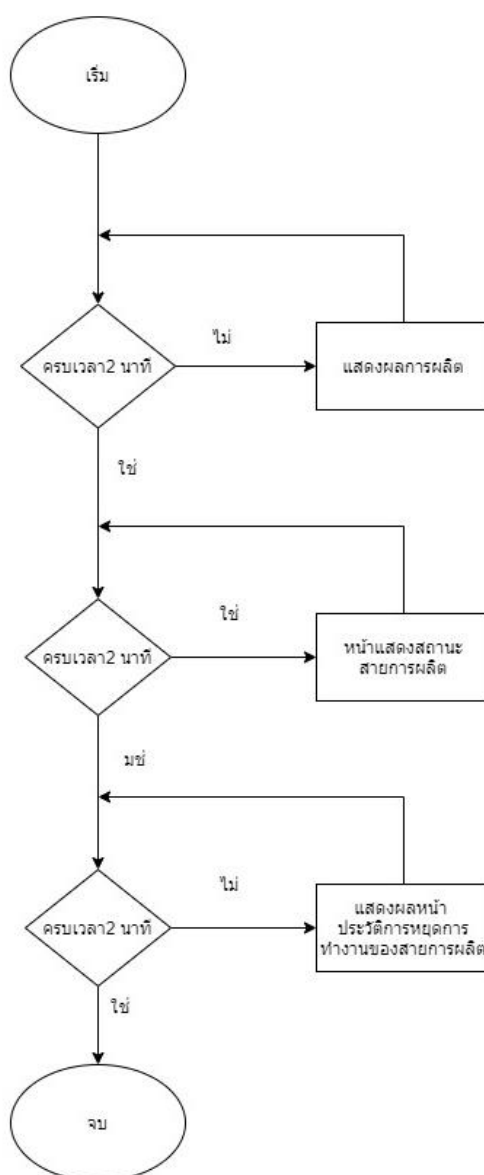 เริ่ม
ครบเวลา2 นาที
ไม่
แสดงผลการผลิต
ใช่
ครบเวลา2 นาที
ใช่
หน้าแสดงสถานะ
สายการผลิต
มช่
ครบเวลา2 นาที
ไม่
แสดงผลหน้า
ประวัติการหยุดการ
ทำงานของสายการผลิต
ใช่
จบ